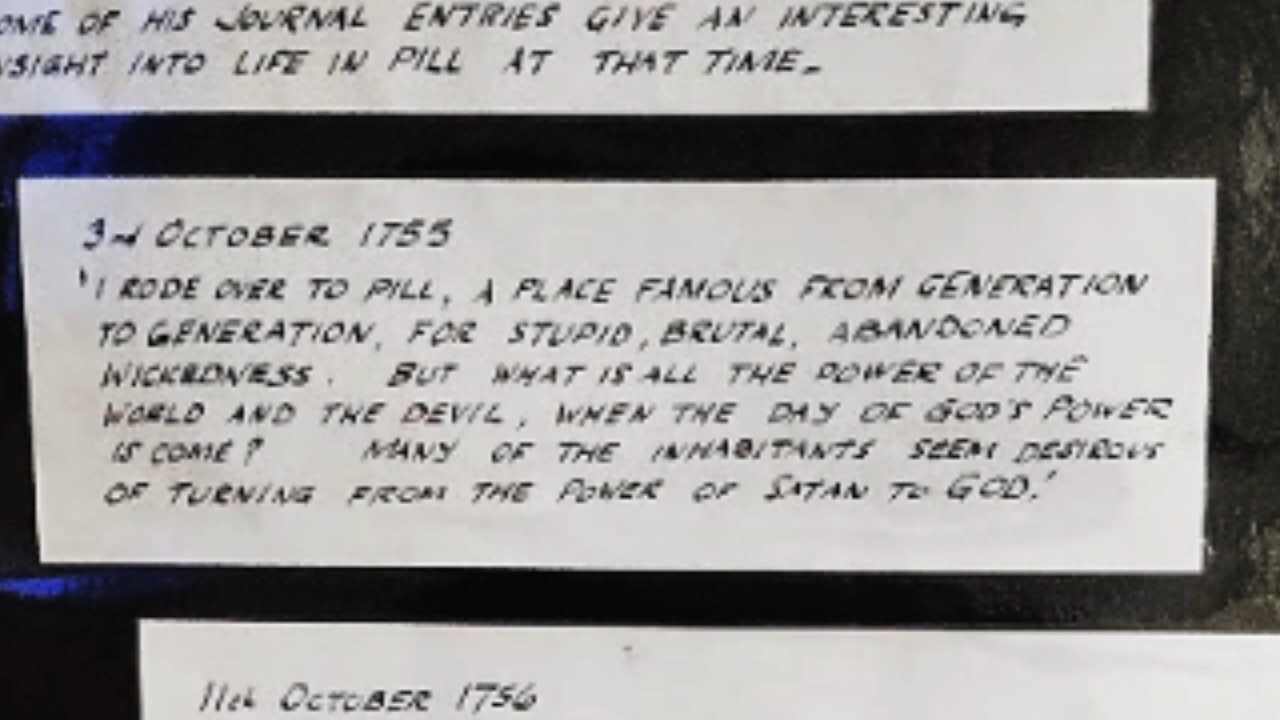 OME OF HIS JOURNAL ENTRIES GIVE AN INTERESTING
NSIGHT INTO LIFE IN PILL AT THAT TIME.
3rd OCTOBER 1755
'I RODE OVER TO PILL, A PLACE FAMOUS FROM GENERATION
TO GENERATION, FOR STUPID, BRUTAL, ABANDONED
WICKEDNESS. BUT WHAT IS ALL THE POWER OF THE
WORLD AND THE DEVIL, WHEN THE DAY OF GOD'S POWER
IS COME? MANY OF THE INHABITANTS SEEM DESIROUS
OF TURNING FROM THE POWER OF SATAN TO GOD.'
11th OCTOBER 1756